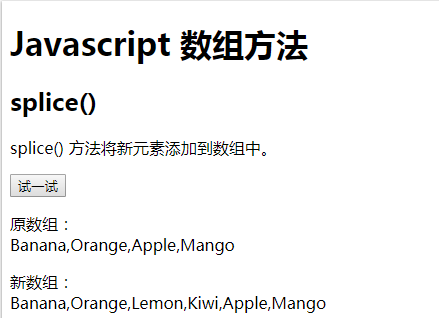 Javascript 数组方法
splice()
splice() 方法将新元素添加到数组中。
试一试
原数组：
Banana,Orange,Apple,Mango
新数组：
Banana,Orange,Lemon,Kiwi,Apple,Mango